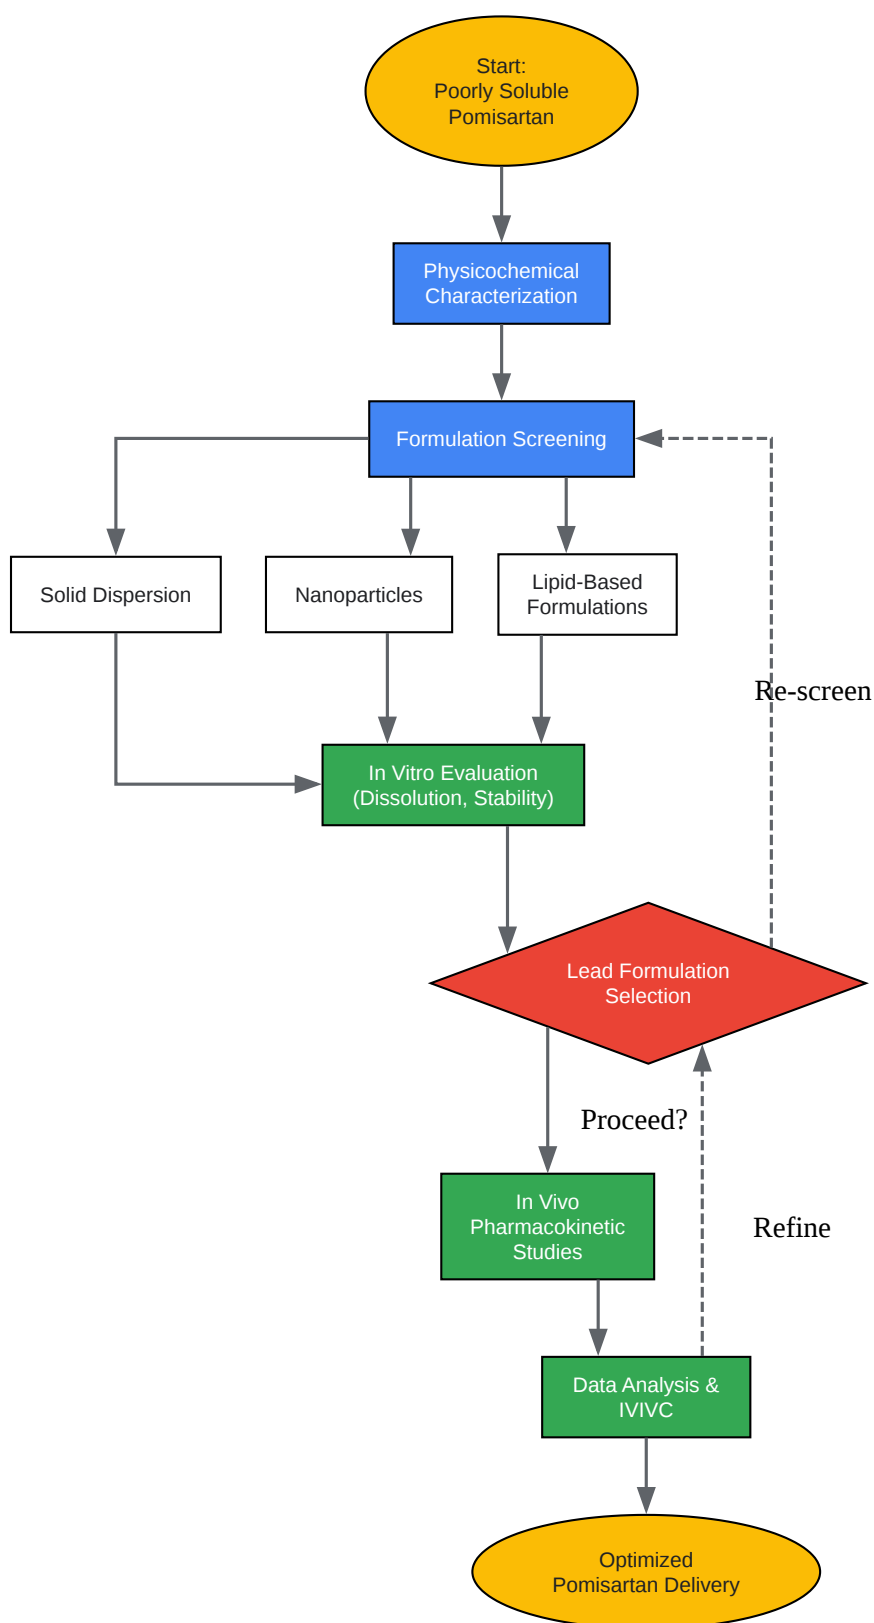 Start:
Poorly Soluble
Pomisartan
Physicochemical
Characterization
Formulation Screening
Solid Dispersion
Nanoparticles
Lipid-Based
Formulations
Re-screen
In Vitro Evaluation
(Dissolution, Stability)
Lead Formulation
Selection
Proceed?
In Vivo
Pharmacokinetic
Studies
Refine
Data Analysis &
IVIVC
Optimized
Pomisartan Delivery